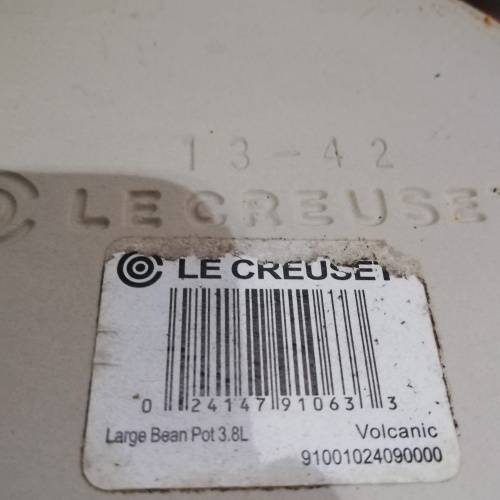 13-42
LE CREUSET
LE CREUSET
0 24147 91063 3
Large Bean Pot 3.8L
Volcanic
91001024090000